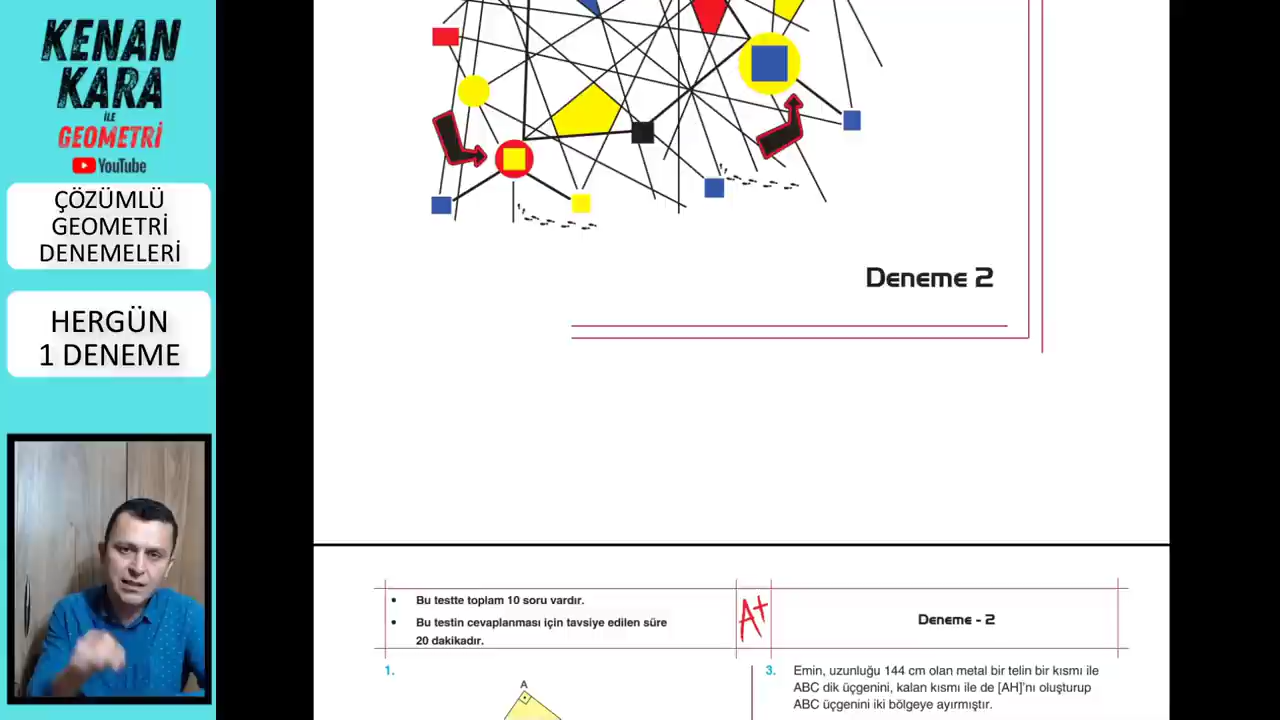 KENAN
KARA
İLE
GEOMETRİ
YouTube
ÇÖZÜMLÜ
GEOMETRİ
DENEMELERİ
HERGÜN
1 DENEME
Deneme 2
• Bu testte toplam 10 soru vardır.
• Bu testin cevaplanması için tavsiye edilen süre
20 dakikadır.
A+
Deneme - 2
1.
A
3. Emin, uzunluğu 144 cm olan metal bir telin bir kısmı ile
ABC dik üçgenini, kalan kısmı ile de [AH]'nı oluşturup
ABC üçgenini iki bölgeye ayırmıştır.